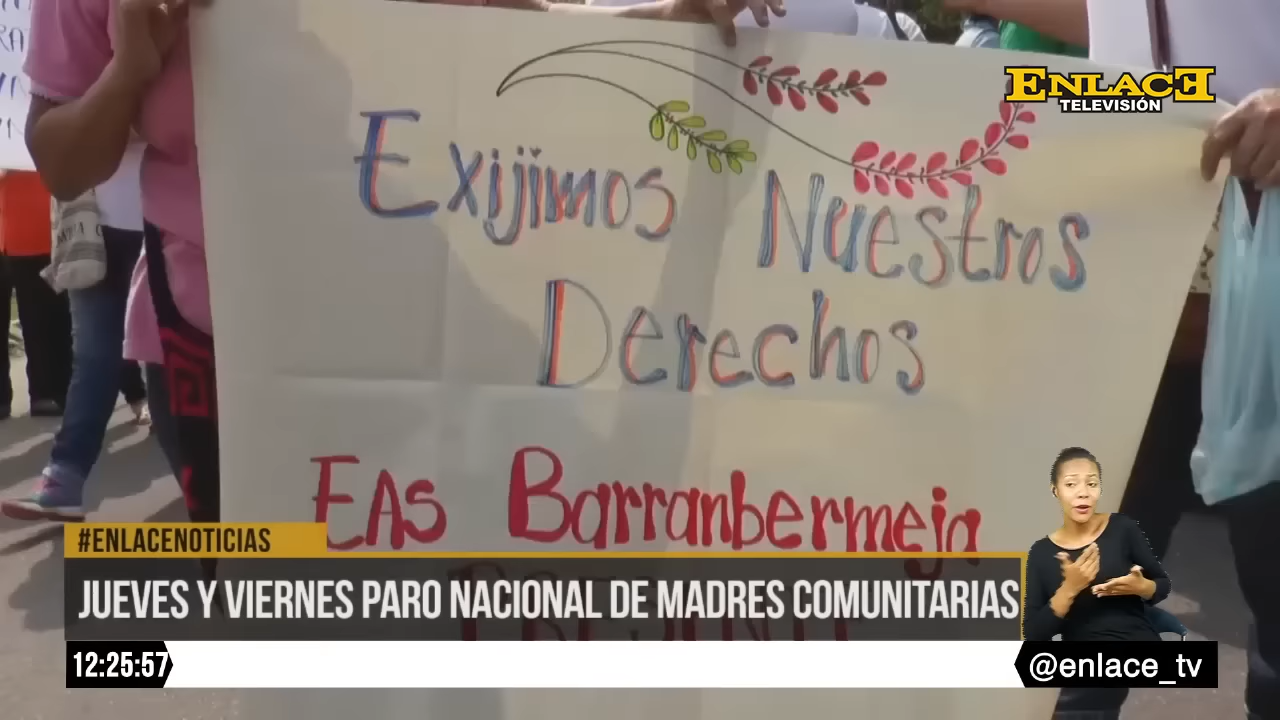 ENLACE
TELEVISIÓN
Exijimos Nuestros
Derechos
EAS Barranbermeja
#ENLACENOTICIAS
JUEVES Y VIERNES PARO NACIONAL DE MADRES COMUNITARIAS
12:25:57
@enlace_tv